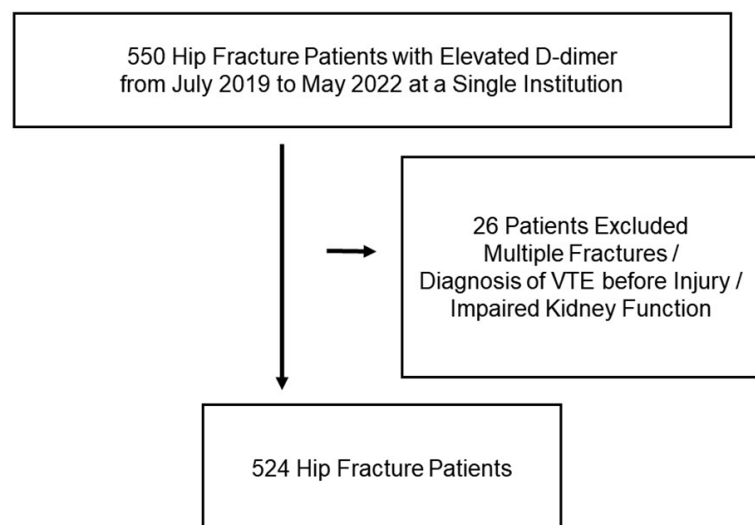 550 Hip Fracture Patients with Elevated D-dimer
from July 2019 to May 2022 at a Single Institution
26 Patients Excluded
Multiple Fractures /
Diagnosis of VTE before Injury /
Impaired Kidney Function
524 Hip Fracture Patients